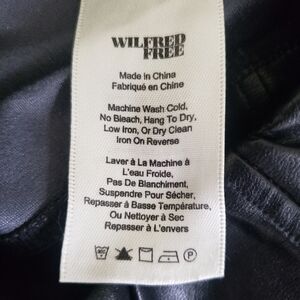 WILFRED
FREE
Made in China
Fabriqué en Chine
Machine Wash Cold,
No Bleach, Hang To Dry,
Low Iron, Or Dry Clean
Iron On Reverse
Laver à La Machine à
L'eau Froide,
Pas De Blanchiment,
Suspendre Pour Sécher,
Repasser à Basse Température,
Ou Nettoyer à Sec
Repasser à L'envers